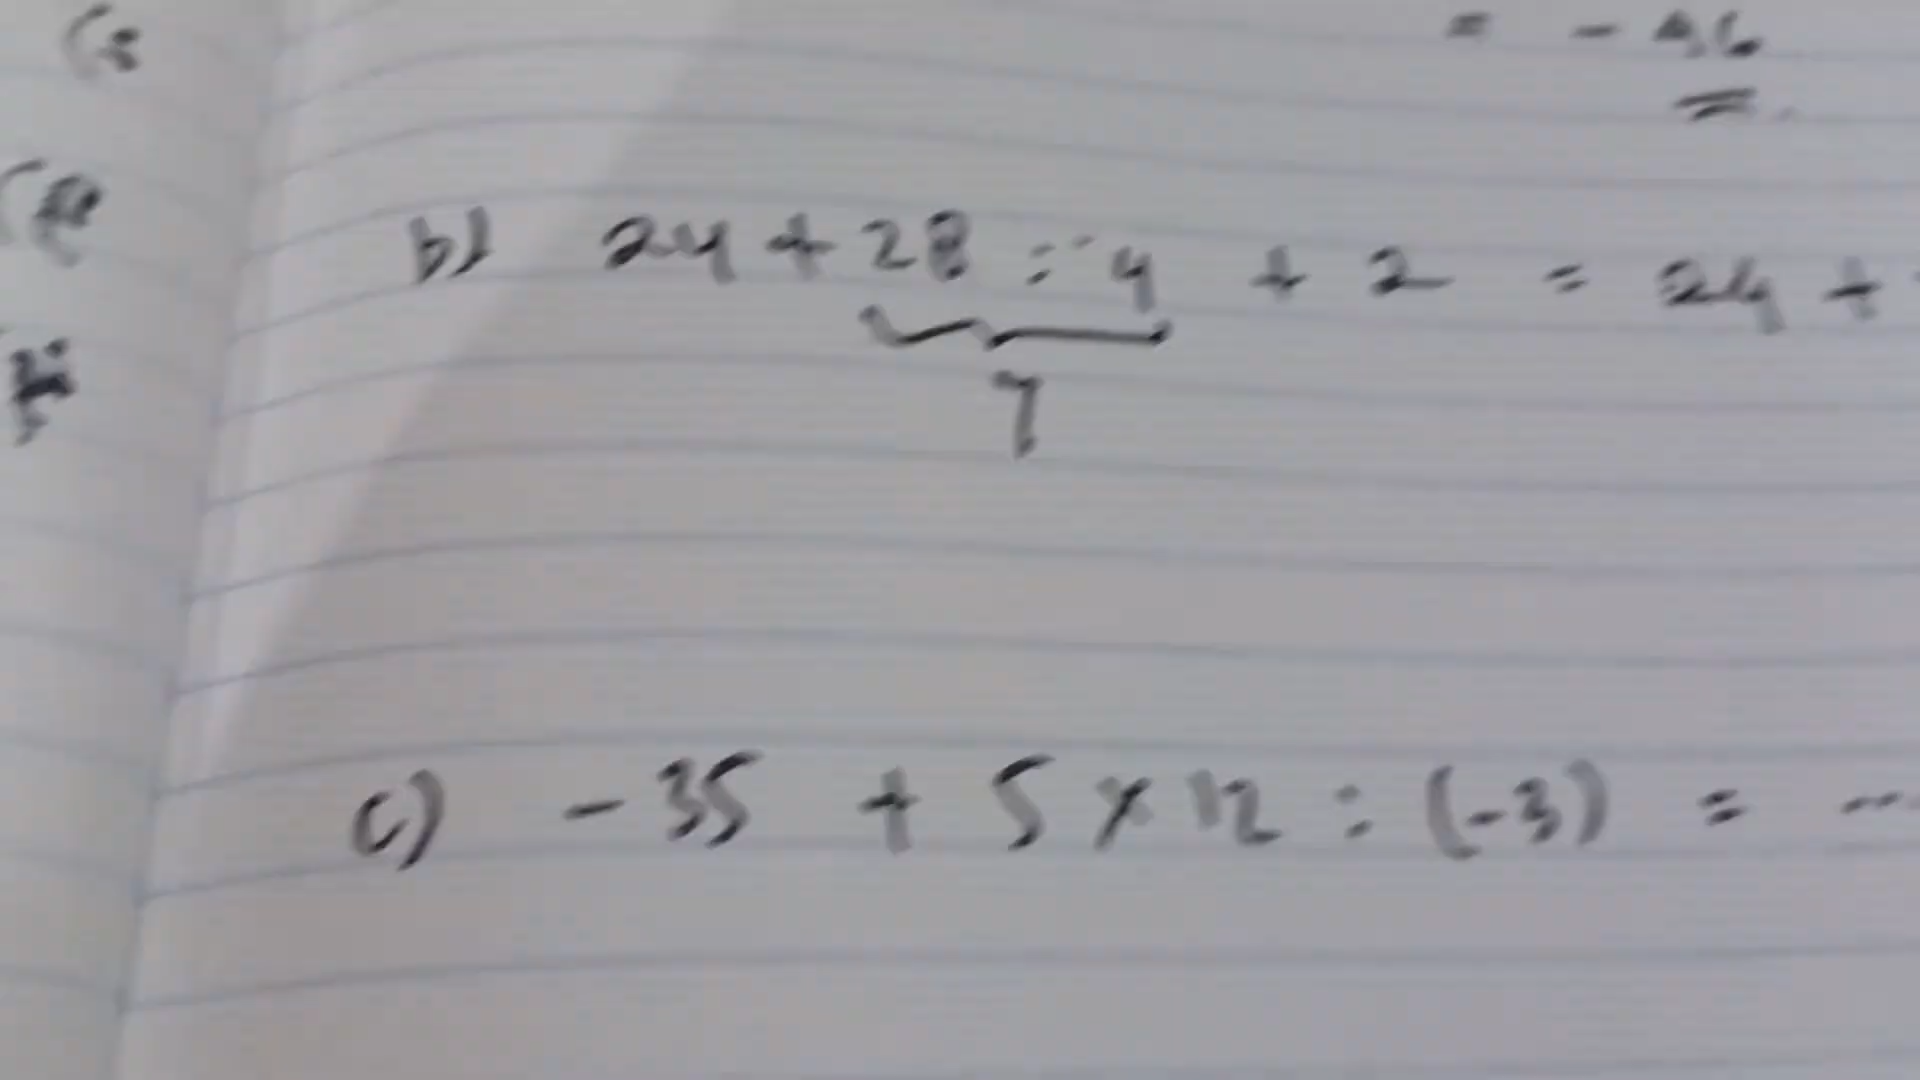 = - 46
b) 24 + 28 : 4 + 2 = 24 +
7
c) -35 + 5 x 12 : (-3) = ...